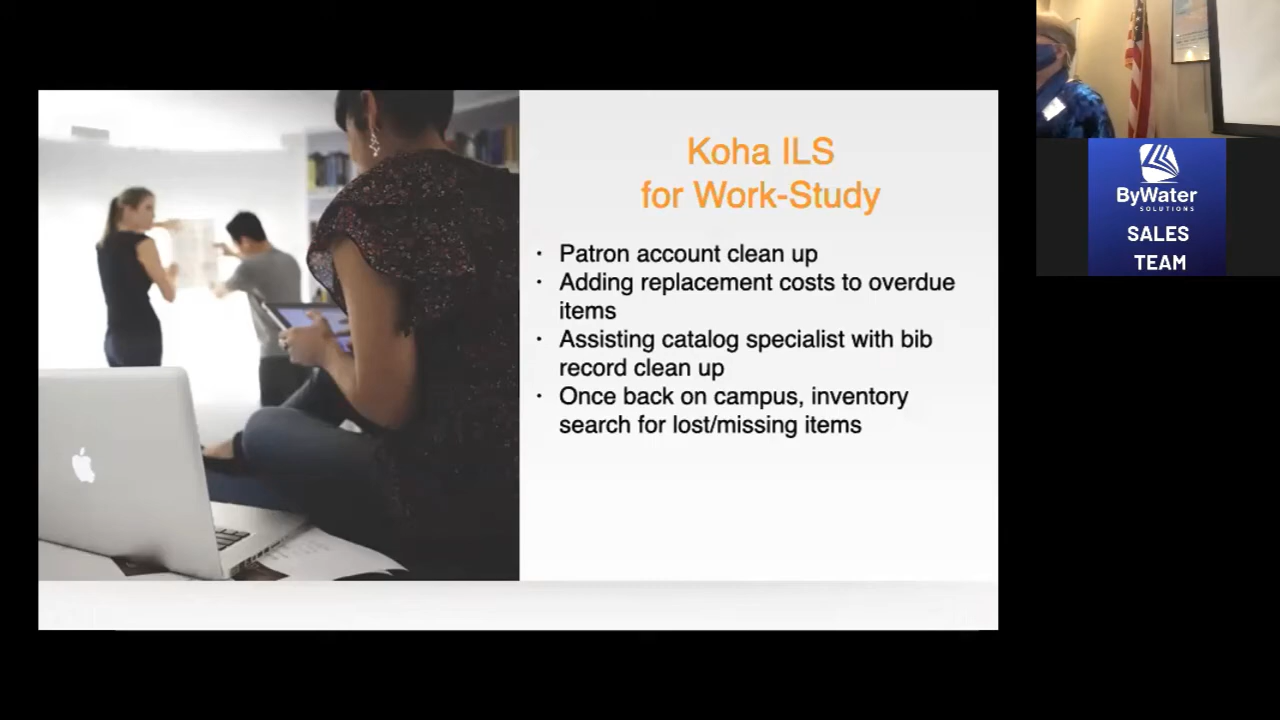 Koha ILS
for Work-Study
· Patron account clean up
· Adding replacement costs to overdue
items
· Assisting catalog specialist with bib
record clean up
· Once back on campus, inventory
search for lost/missing items
ByWater
SOLUTIONS
SALES
TEAM